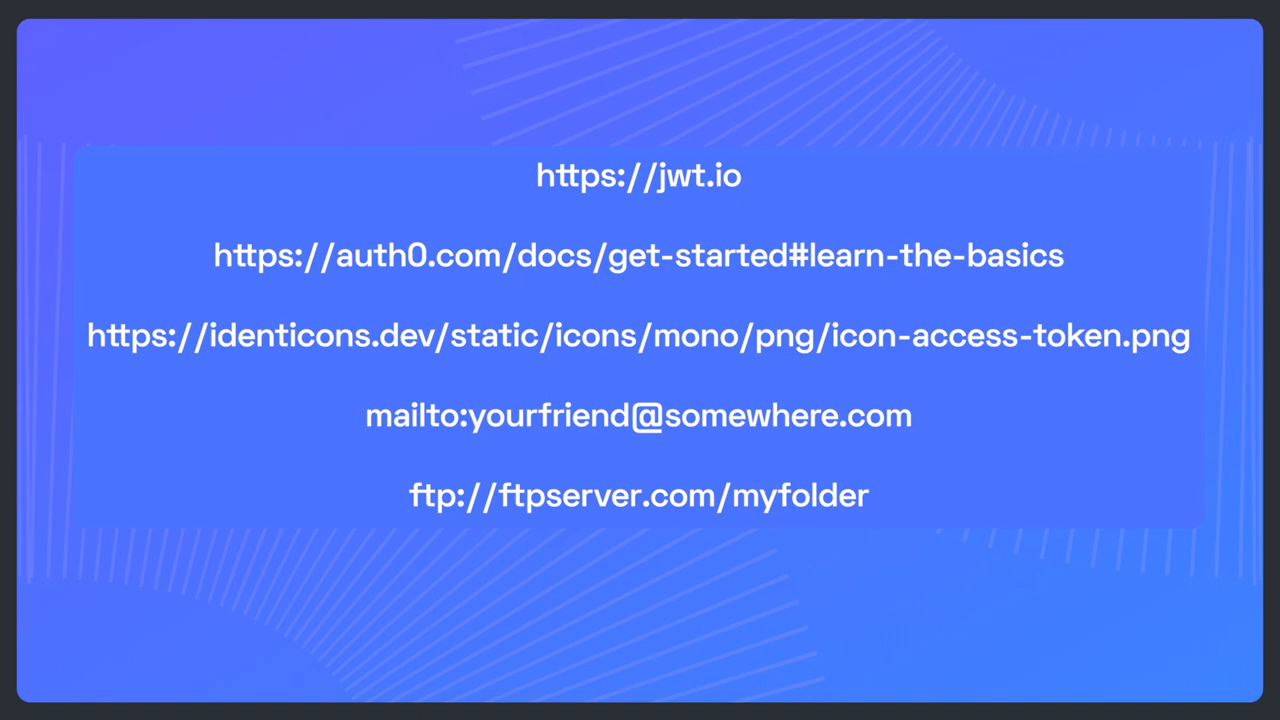 https://jwt.io
https://auth0.com/docs/get-started#learn-the-basics
https://identicons.dev/static/icons/mono/png/icon-access-token.png
mailto:yourfriend@somewhere.com
ftp://ftpserver.com/myfolder